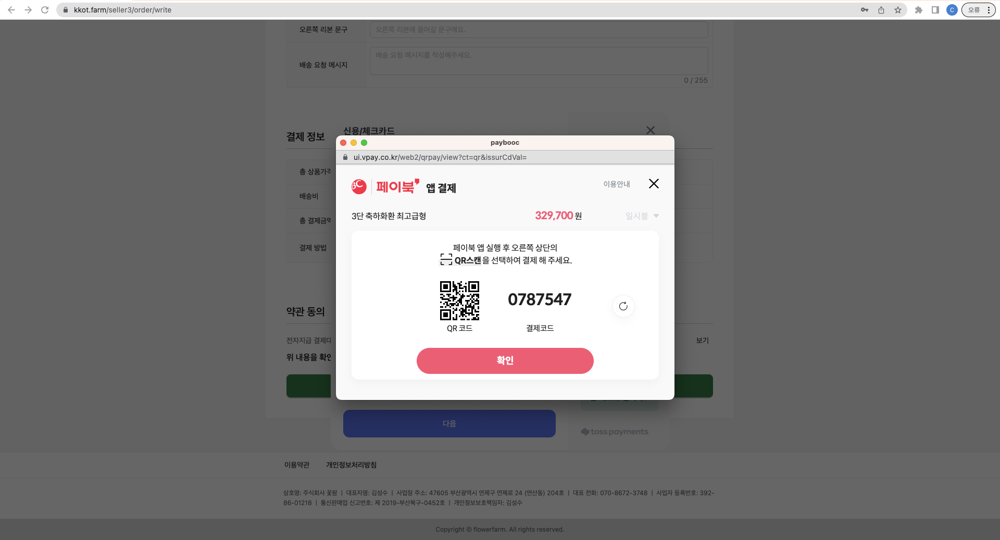 kkot.farm/seller3/order/write
C
오류
오른쪽 리본 문구
오른쪽 리본에 들어갈 문구에요.
배송 요청 메시지
배송 요청 메시지를 작성해주세요.
0 / 255
결제 정보
신용/체크카드
총 상품가격
배송비
총 결제금액
결제 방법
paybooc
ui.vpay.co.kr/web2/qrpay/view?ct=qr&issurCdVal=
BC 페이북 앱 결제
이용안내
3단 축하화환 최고급형
329,700 원
일시불
페이북 앱 실행 후 오른쪽 상단의
QR스캔을 선택하여 결제 해 주세요.
0787547
QR 코드
결제코드
확인
약관 동의
전자지급 결제대
보기
위 내용을 확인
다음
toss payments
이용약관
개인정보처리방침
상호명: 주식회사 꽃팜 | 대표자명: 김성수 | 사업장 주소: 47605 부산광역시 연제구 연제로 24 (연산동) 204호 | 대표 전화: 070-8672-3748 | 사업자 등록번호: 392-
86-01218 | 통신판매업 신고번호: 제 2019-부산북구-0452호 | 개인정보보호책임자: 김성수
Copyright © flowerfarm. All rights reserved.